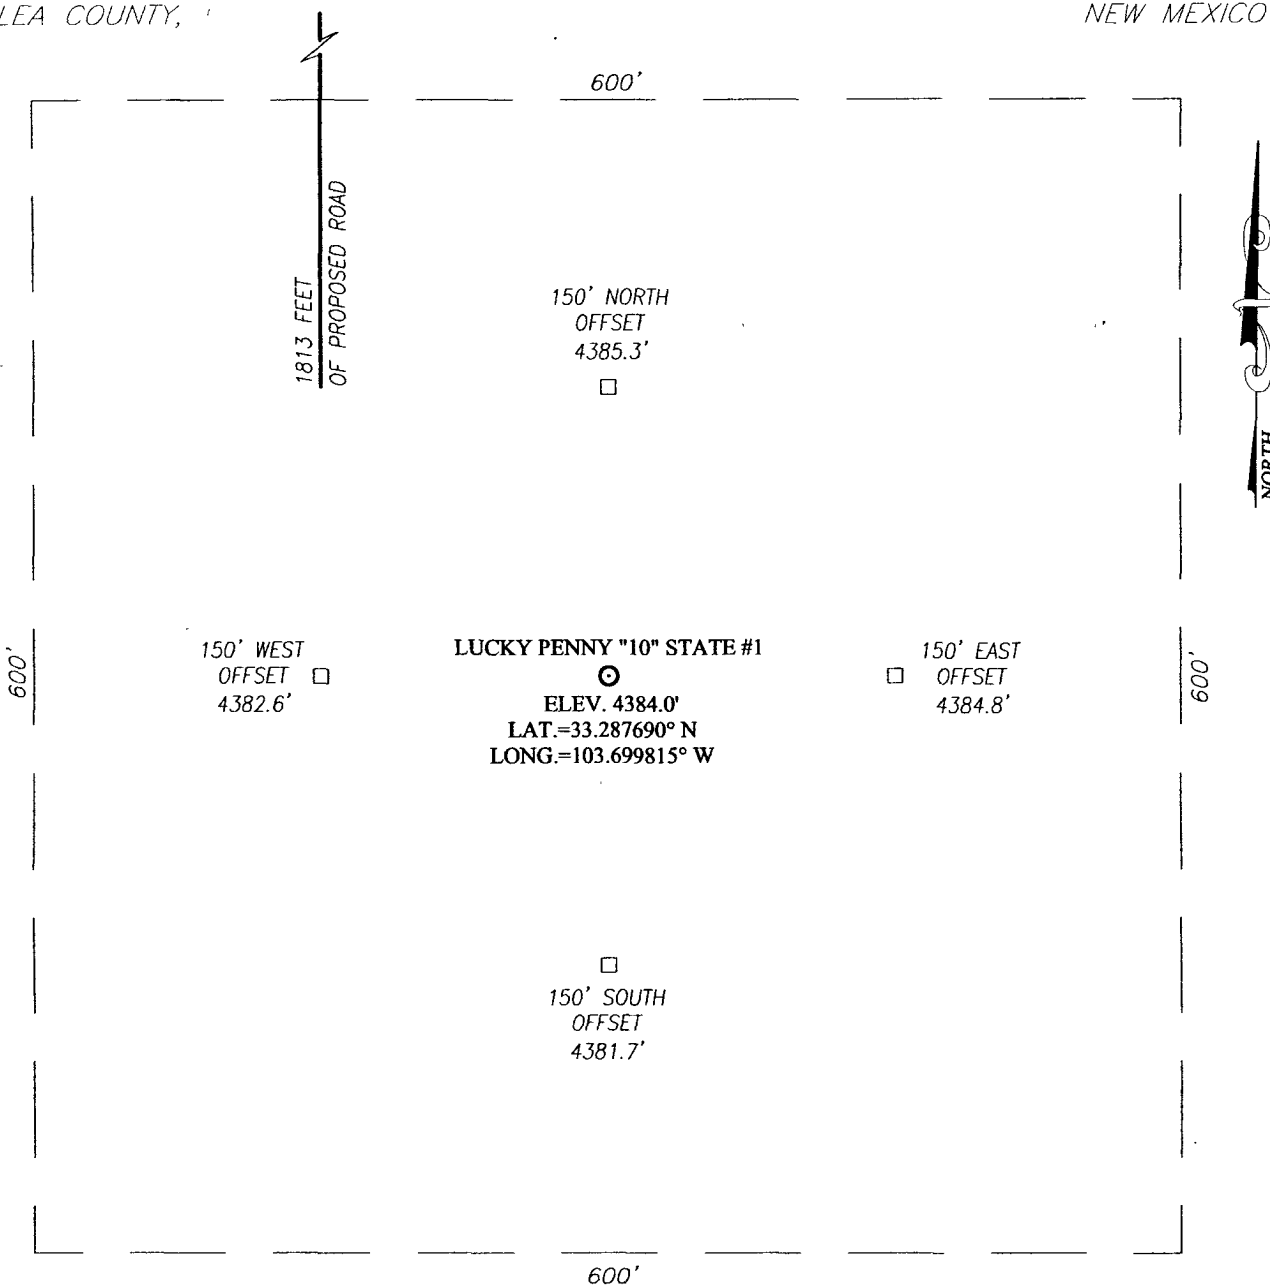 LEA COUNTY,
NEW MEXICO
600'
1813 FEET
OF PROPOSED ROAD
150' NORTH
OFFSET
4385.3'
NORTH
600'
150' WEST
OFFSET
4382.6'
LUCKY PENNY "10" STATE #1
ELEV. 4384.0'
LAT.=33.287690° N
LONG.=103.699815° W
150' EAST
OFFSET
4384.8'
600'
150' SOUTH
OFFSET
4381.7'
600'